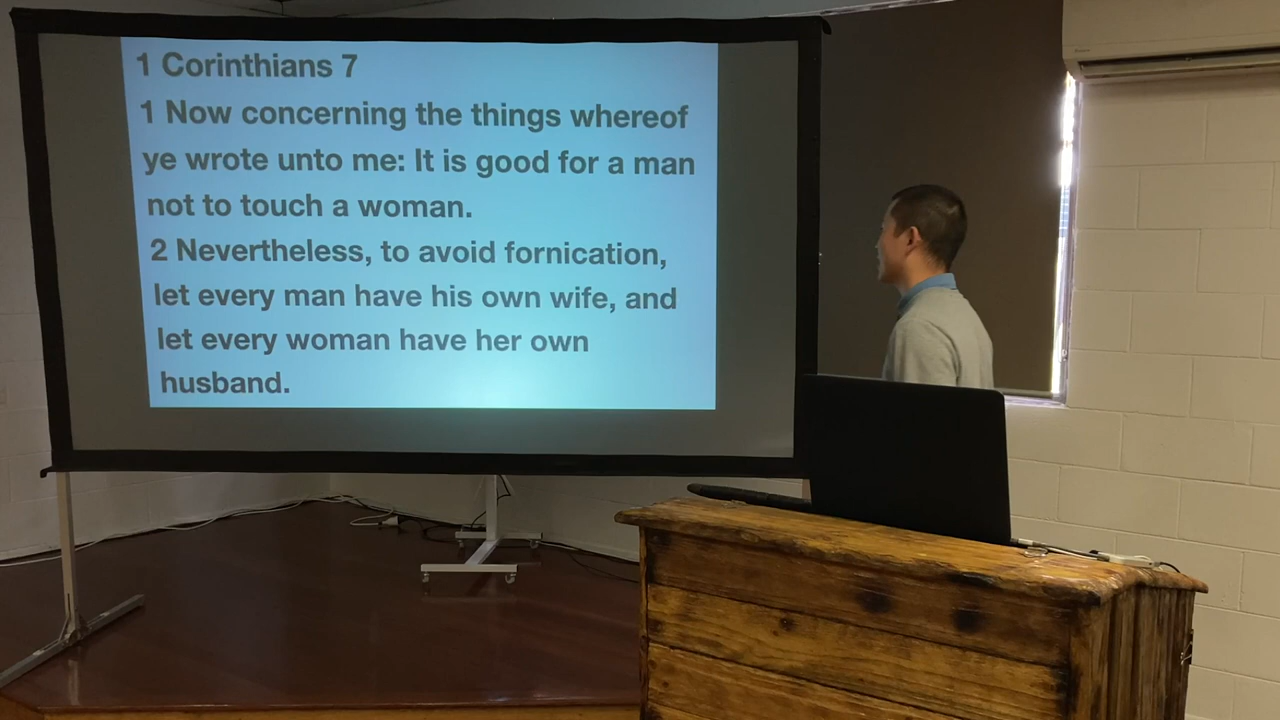 1 Corinthians 7
1 Now concerning the things whereof
ye wrote unto me: It is good for a man
not to touch a woman.
2 Nevertheless, to avoid fornication,
let every man have his own wife, and
let every woman have her own
husband.